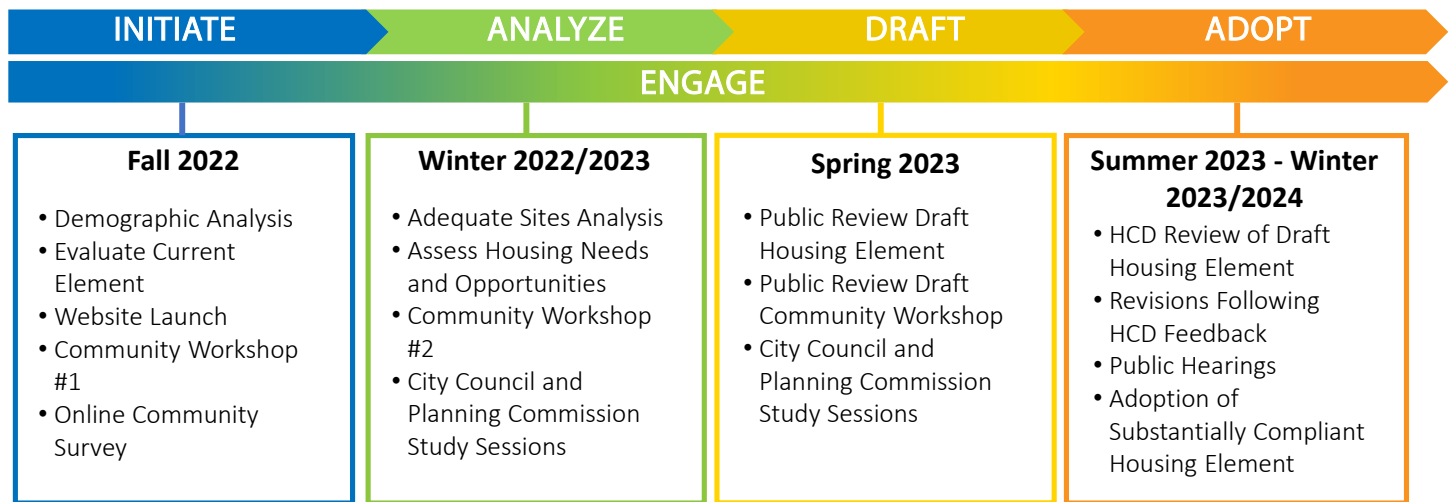 INITIATE
ANALYZE
DRAFT
ADOPT
ENGAGE
Fall 2022
• Demographic Analysis
• Evaluate Current
Element
• Website Launch
• Community Workshop
#1
• Online Community
Survey
Winter 2022/2023
• Adequate Sites Analysis
• Assess Housing Needs
and Opportunities
• Community Workshop
#2
• City Council and
Planning Commission
Study Sessions
Spring 2023
• Public Review Draft
Housing Element
• Public Review Draft
Community Workshop
• City Council and
Planning Commission
Study Sessions
Summer 2023 - Winter
2023/2024
• HCD Review of Draft
Housing Element
• Revisions Following
HCD Feedback
• Public Hearings
• Adoption of
Substantially Compliant
Housing Element